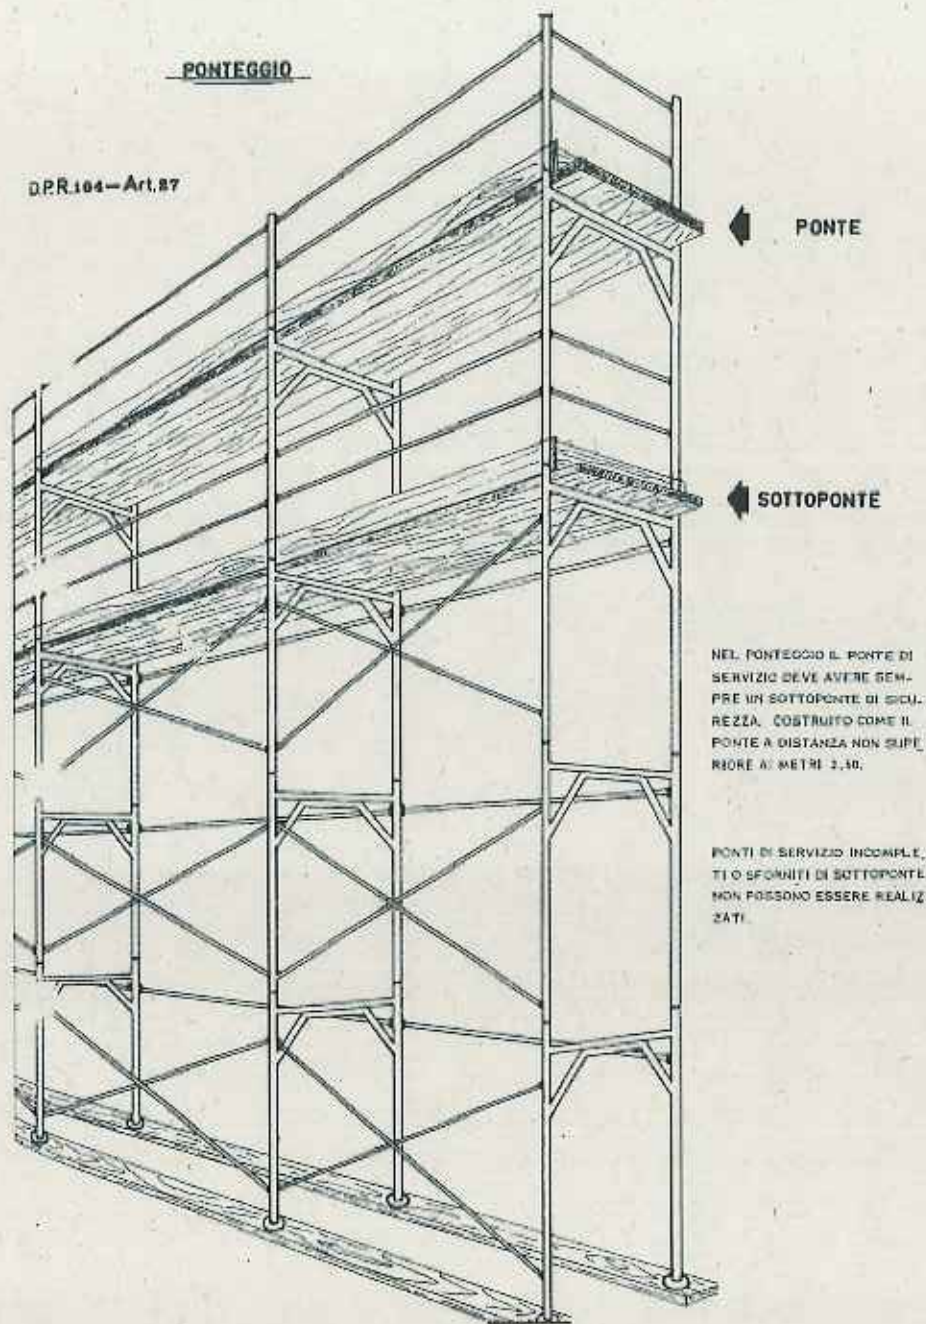 PONTEGGIO
D.P.R.164—Art.27
PONTE
SOTTOPONTE
NEL PONTEGGIO IL PONTE DI
SERVIZIO DEVE AVERE SEM-
PRE UN SOTTOPONTE DI SICU-
REZZA, COSTRUITO COME IL
PONTE A DISTANZA NON SUPE
RIORE AI METRI 2,50.
PONTI DI SERVIZIO INCOMPLE,
TI O SFORNITI DI SOTTOPONTE
NON POSSONO ESSERE REALIZ
ZATI.